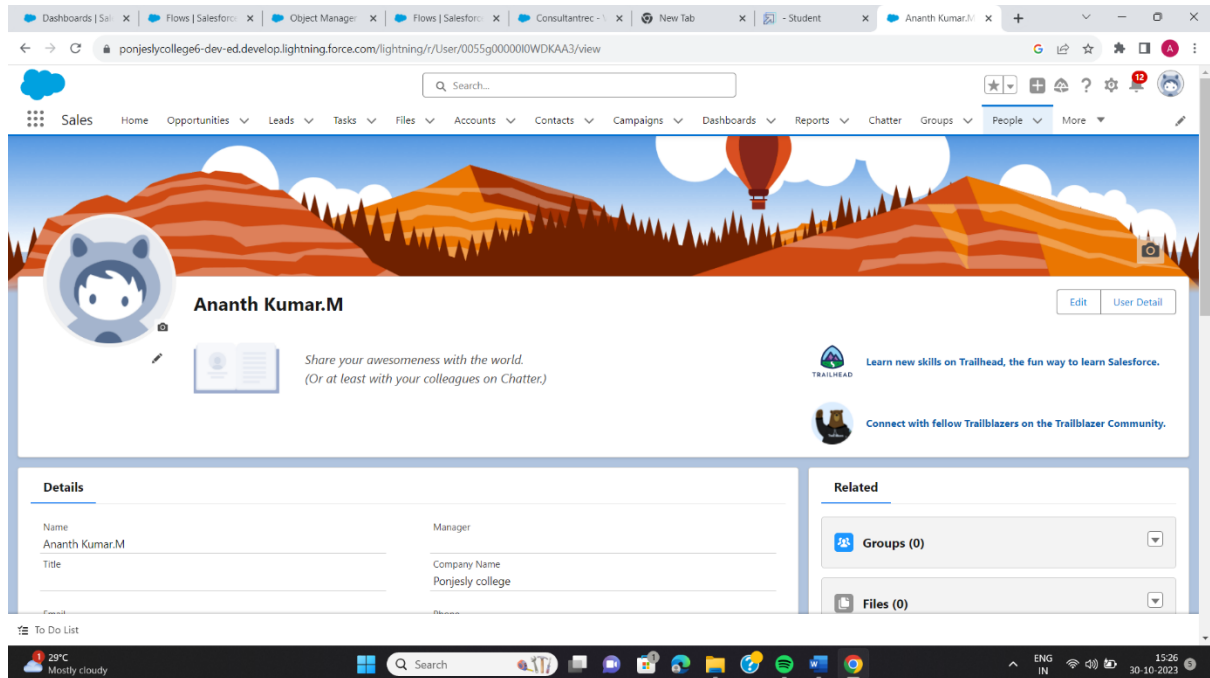 Dashboards | Sal
Flows | Salesforc
Object Manager
Flows | Salesforc
Consultantrec -
New Tab
- Student
Ananth Kumar.M
ponjeslycollege6-dev-ed.develop.lightning.force.com/lightning/r/User/0055g00000I0WDKAA3/view
G
A
Search...
12
Sales Home Opportunities Leads Tasks Files Accounts Contacts Campaigns Dashboards Reports Chatter Groups People More
Ananth Kumar.M
Edit User Detail
Share your awesomeness with the world.
(Or at least with your colleagues on Chatter.)
TRAILHEAD
Learn new skills on Trailhead, the fun way to learn Salesforce.
Connect with fellow Trailblazers on the Trailblazer Community.
Details
Name
Ananth Kumar.M
Manager
Title
Company Name
Ponjesly college
Related
Groups (0)
Files (0)
To Do List
1
29°C
Mostly cloudy
Search
ENG
IN
15:26
30-10-2023
5